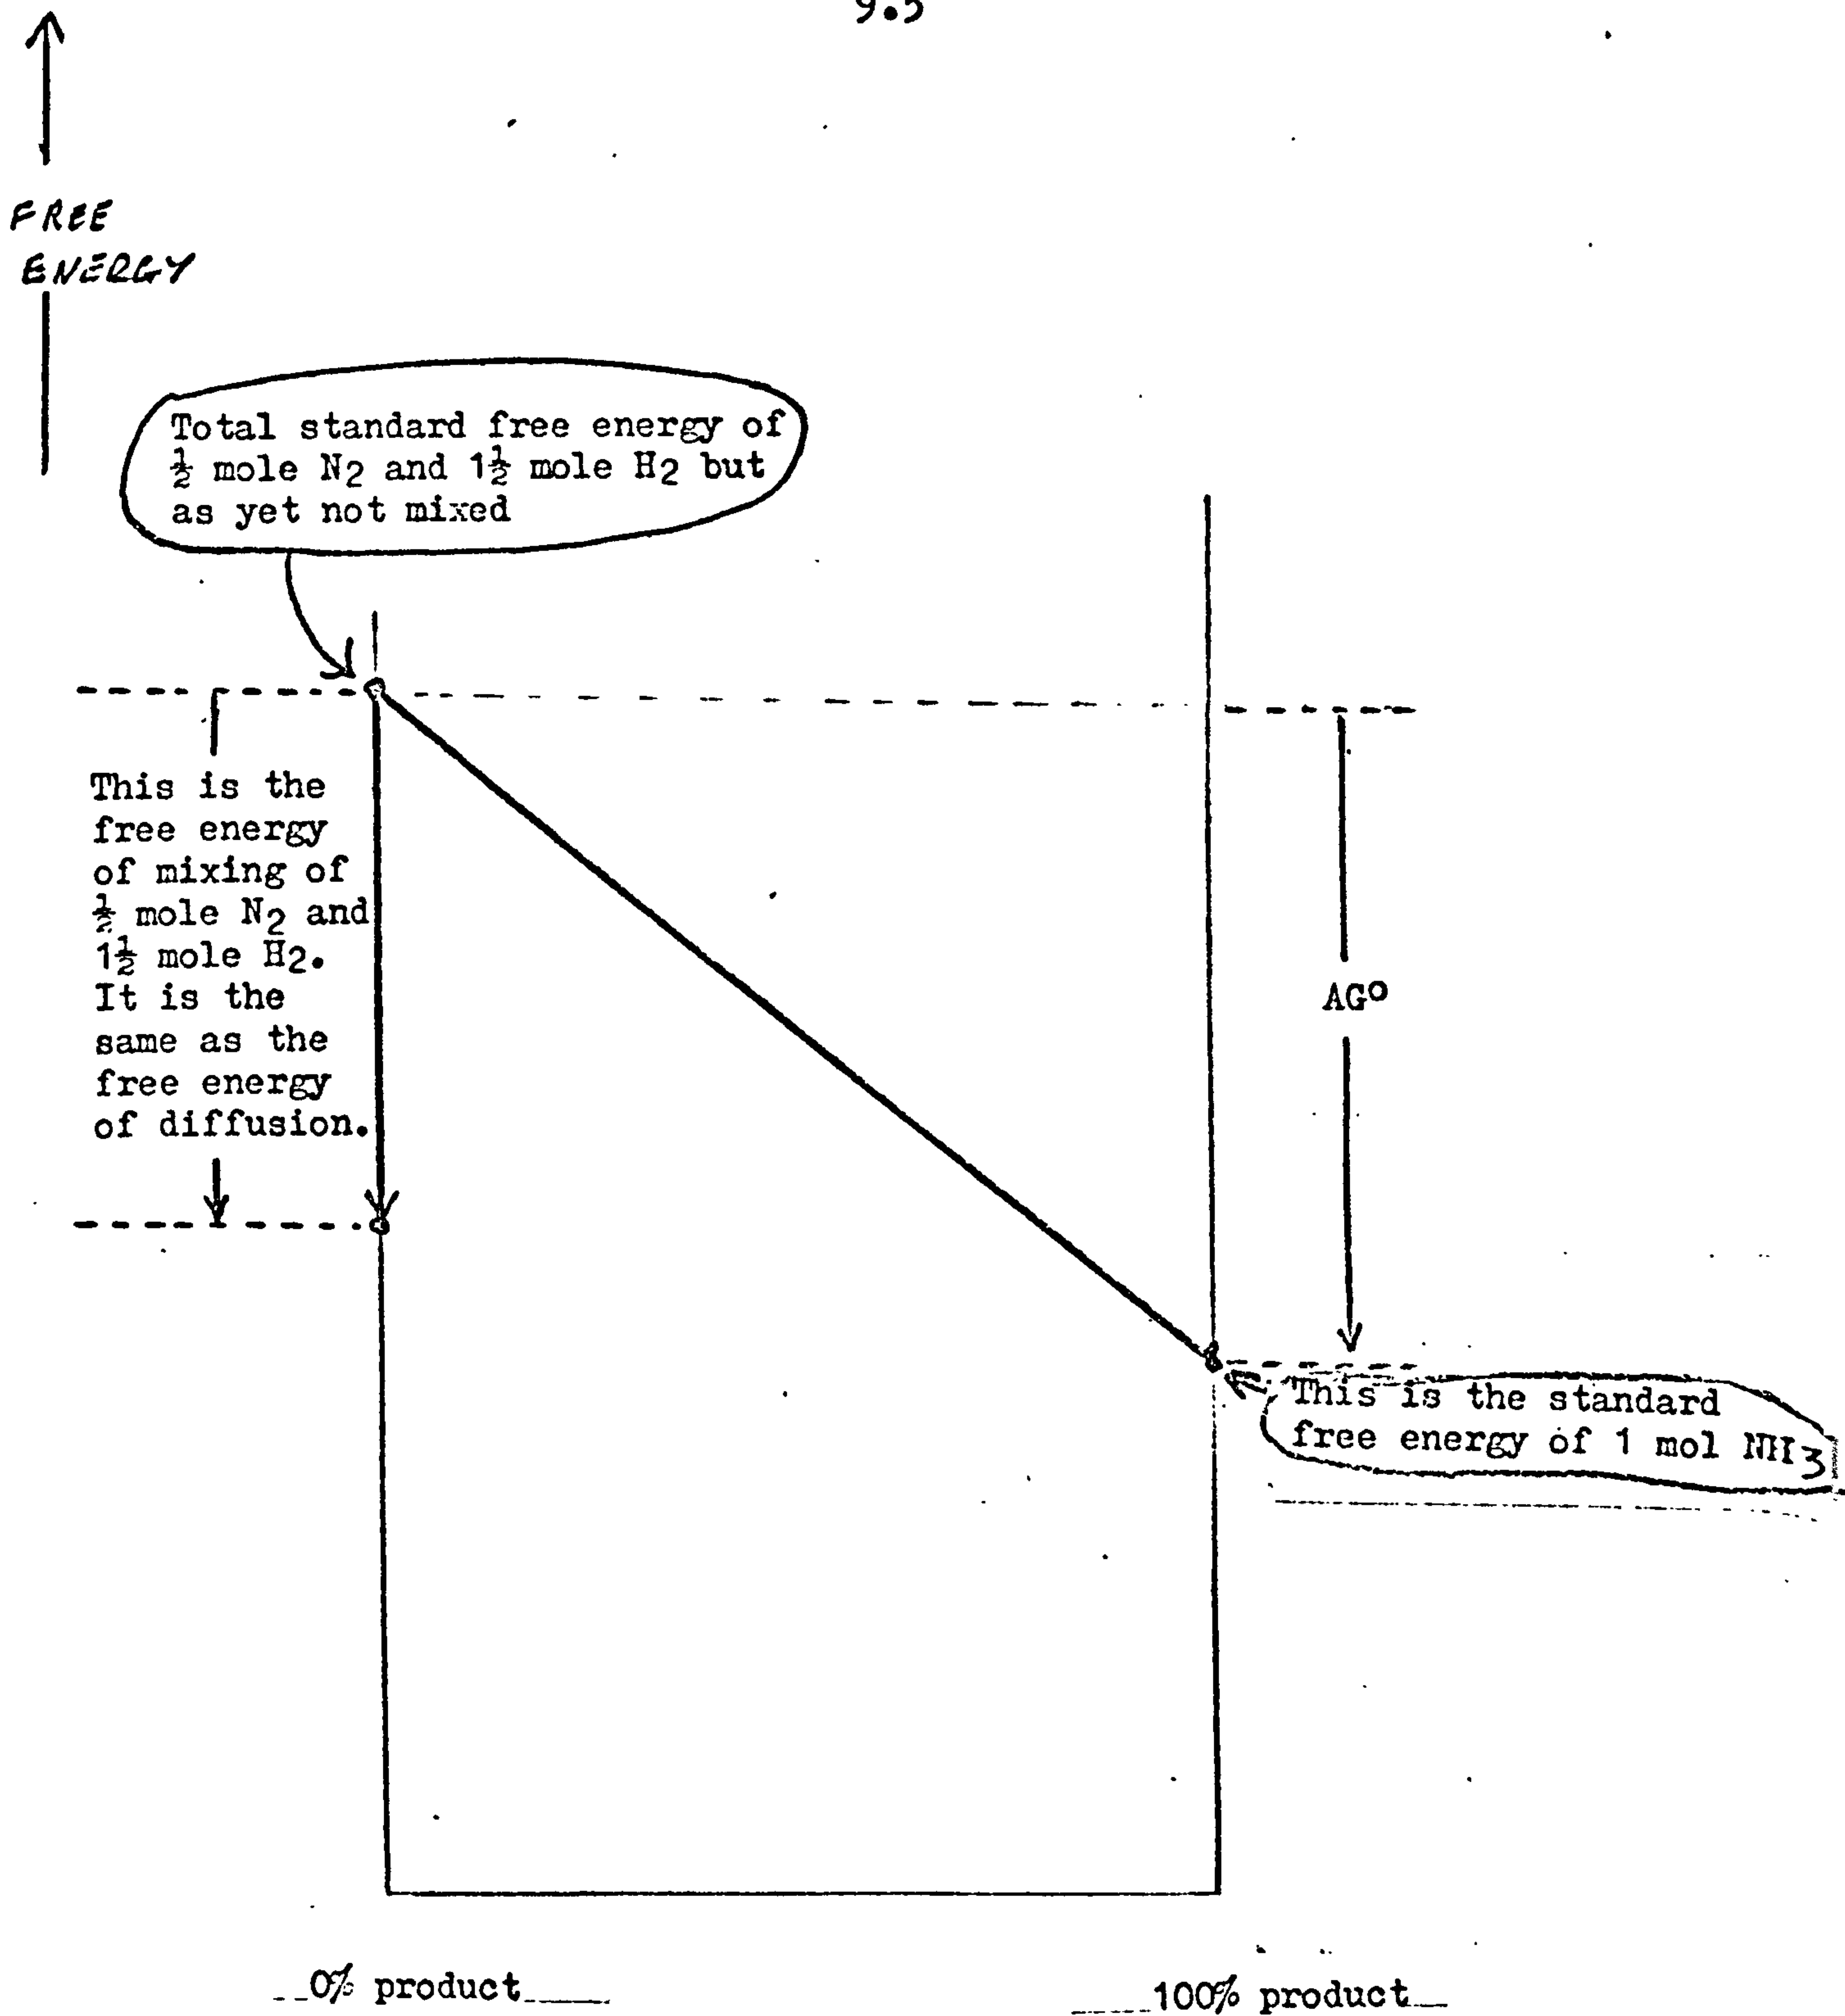 9.5
FREE
ENERGY
Total standard free energy of
½ mole N2 and 1½ mole H2 but
as yet not mixed
This is the
free energy
of mixing of
½ mole N2 and
1½ mole H2.
It is the
same as the
free energy
of diffusion.
AG°
This is the standard
free energy of 1 mol NH3
0% product
100% product